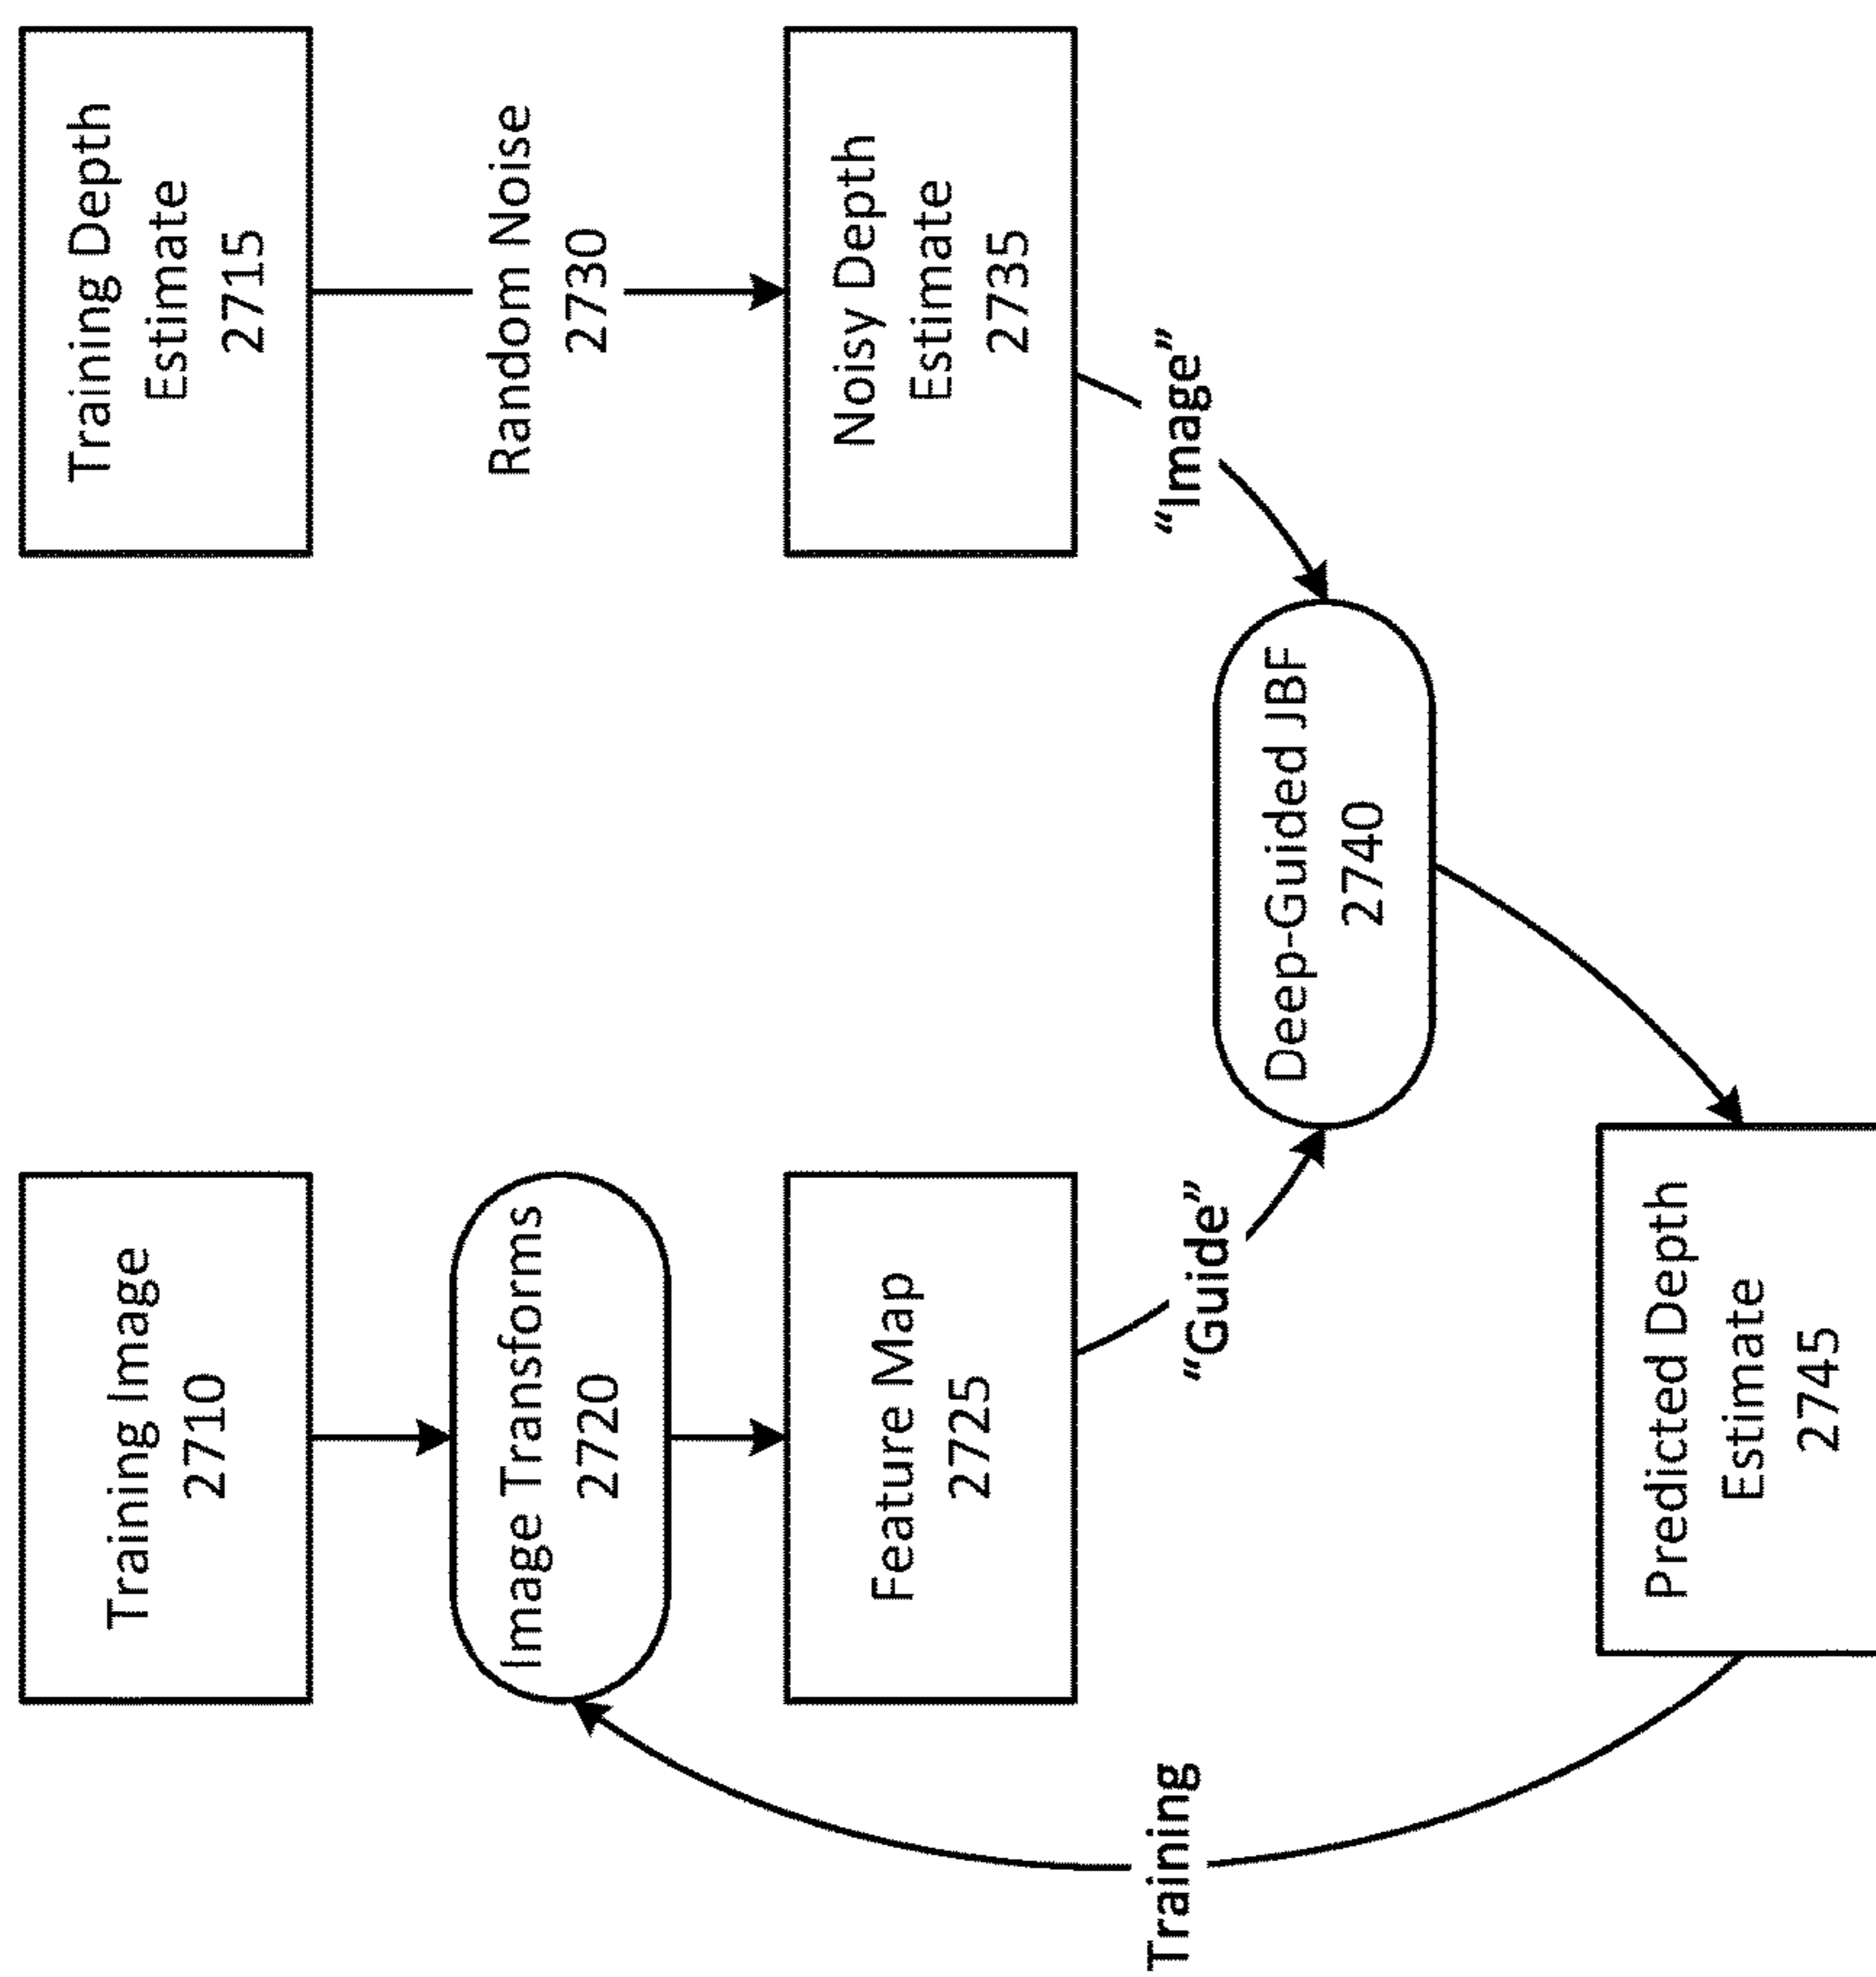 Training Image
2710
Training Depth
Estimate
2715
Image Transforms
2720
Random Noise
2730
Feature Map
2725
Noisy Depth
Estimate
2735
“Guide”
“Image”
Training
Deep-Guided JBF
2740
Predicted Depth
Estimate
2745